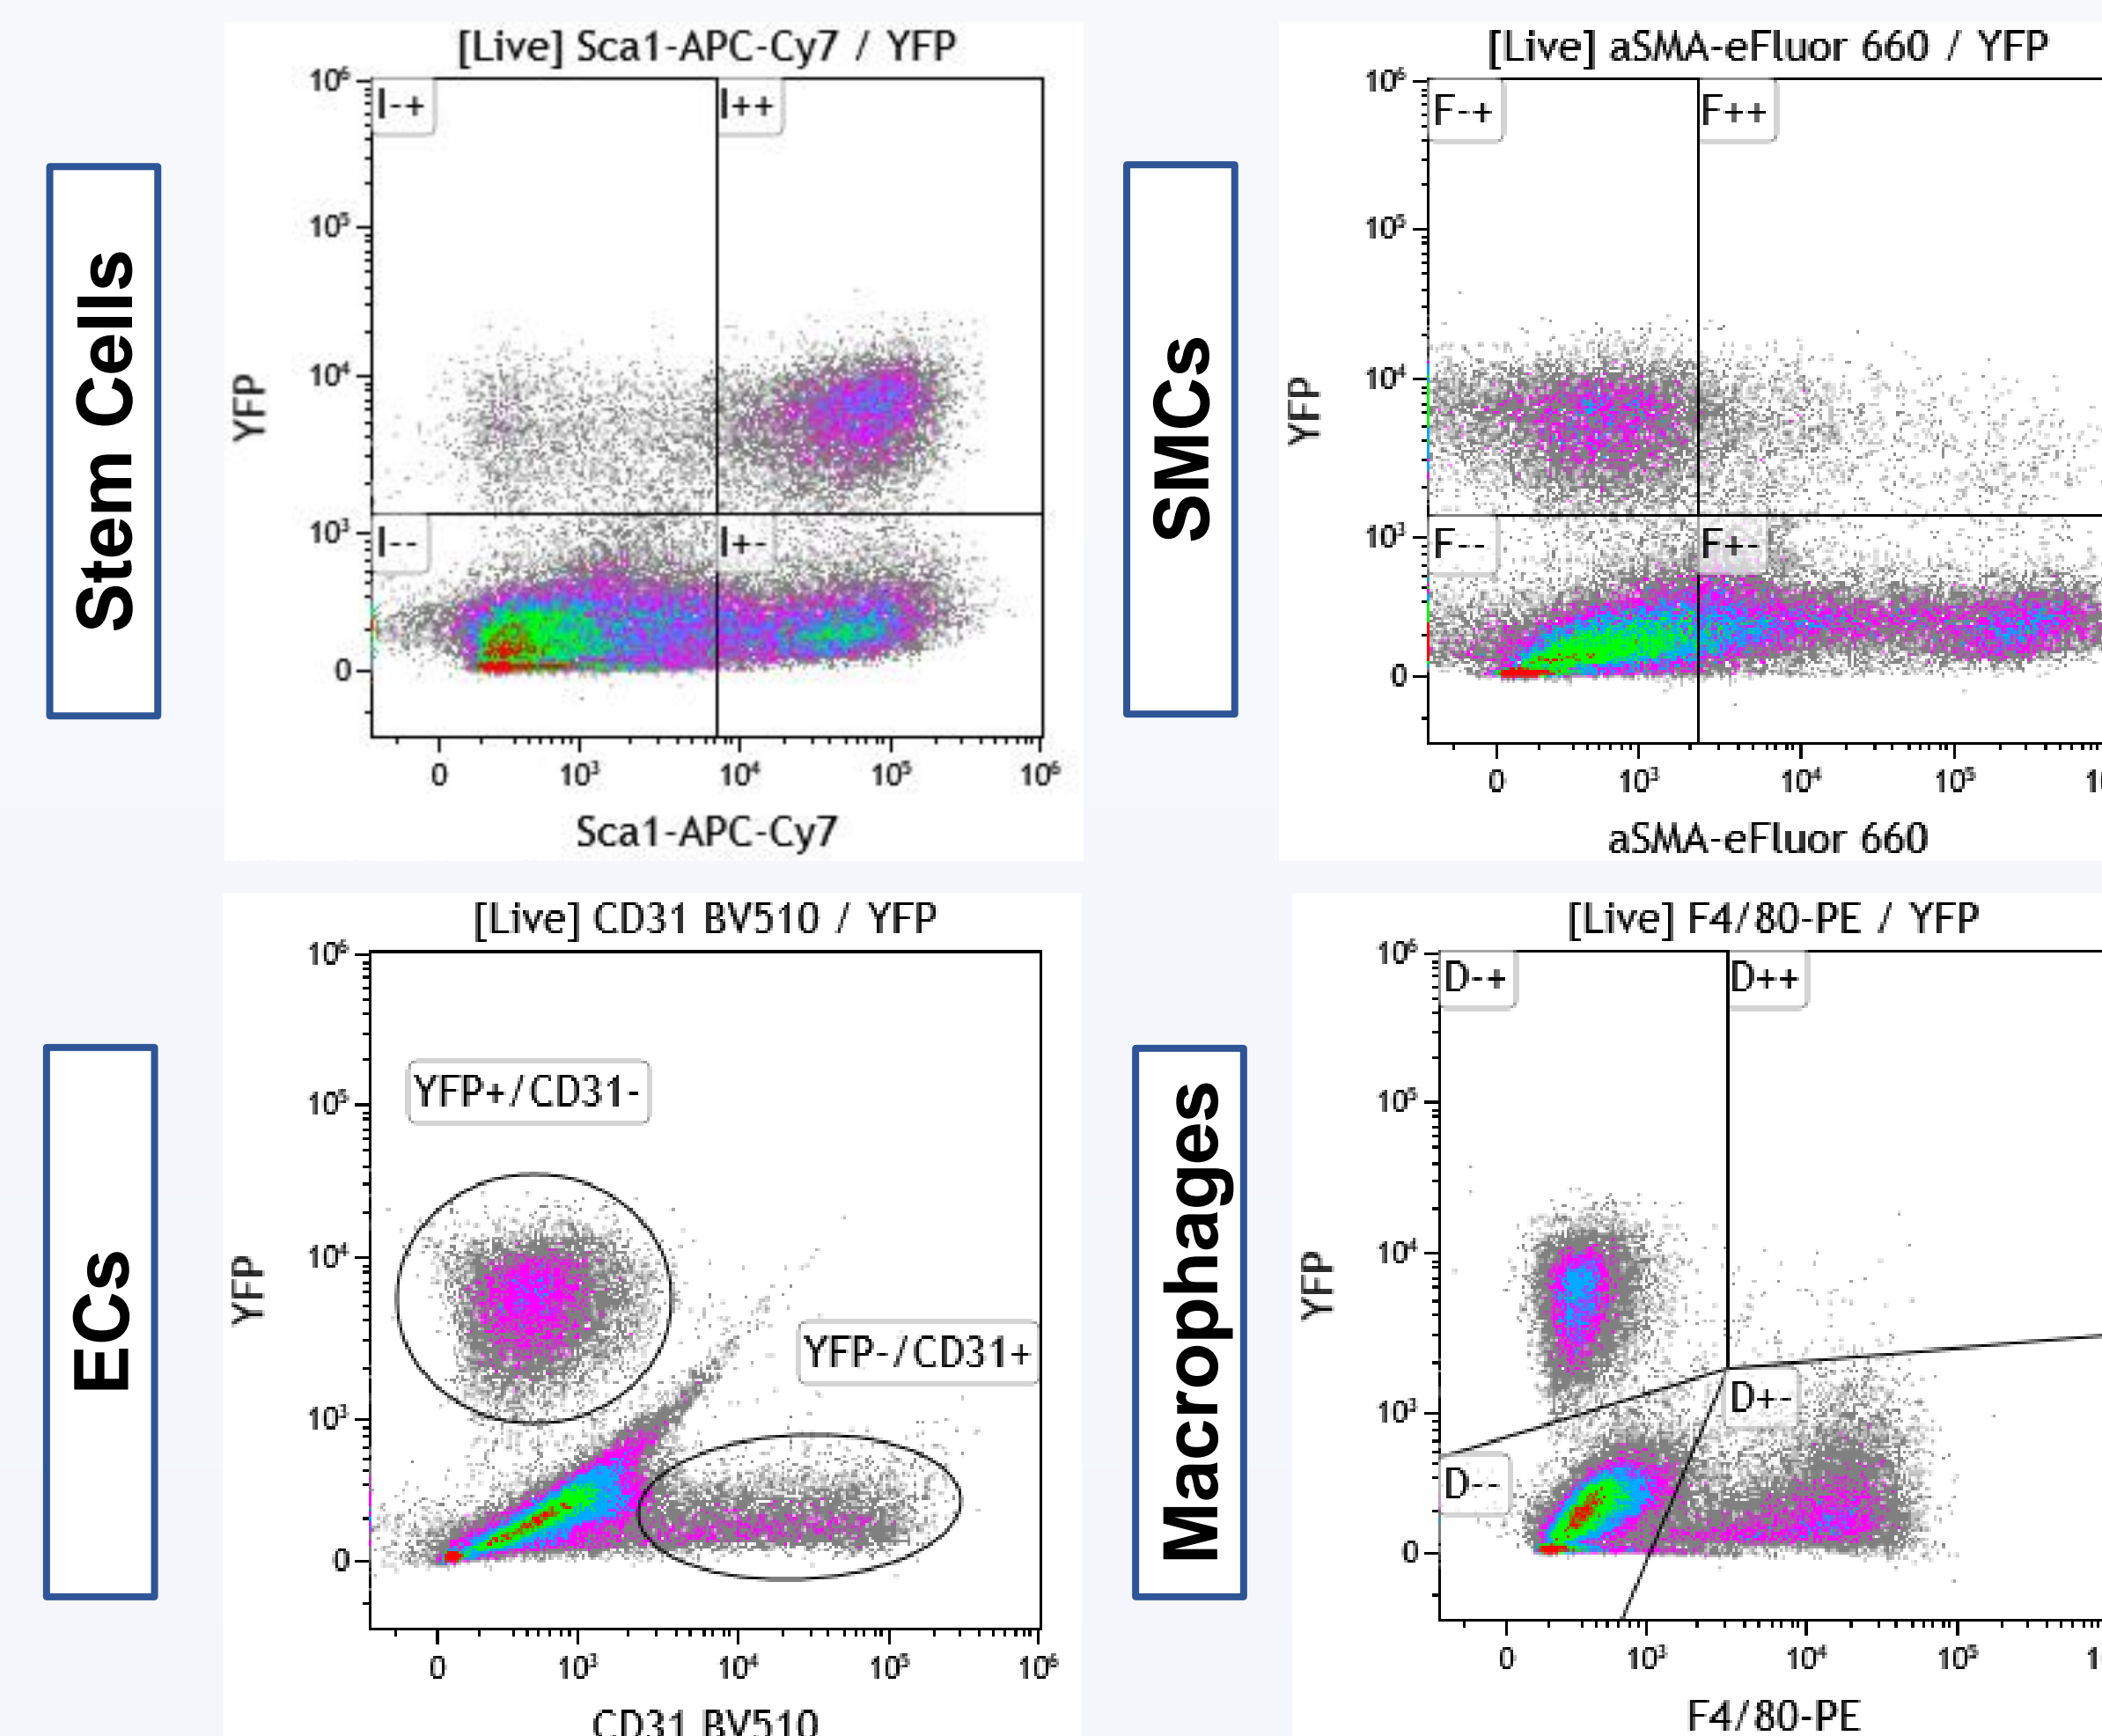 Stem Cells
[Live] Sca1-APC-Cy7 / YFP
10⁶
I-+
I++
10⁵
YFP
10⁴
10³
I--
I+-
0
0 10³ 10⁴ 10⁵ 10⁶
Sca1-APC-Cy7
SMCs
[Live] aSMA-eFluor 660 / YFP
10⁶
F-+
F++
10⁵
YFP
10⁴
10³
F--
F+-
0
0 10³ 10⁴ 10⁵
aSMA-eFluor 660
ECs
[Live] CD31 BV510 / YFP
10⁶
YFP+/CD31-
10⁵
YFP
10⁴
YFP-/CD31+
10³
0
0 10³ 10⁴ 10⁵ 10⁶
CD31 BV510
Macrophages
[Live] F4/80-PE / YFP
10⁶
D-+
D++
10⁵
YFP
10⁴
10³
D+-
D--
0
0 10³ 10⁴ 10⁵
F4/80-PE